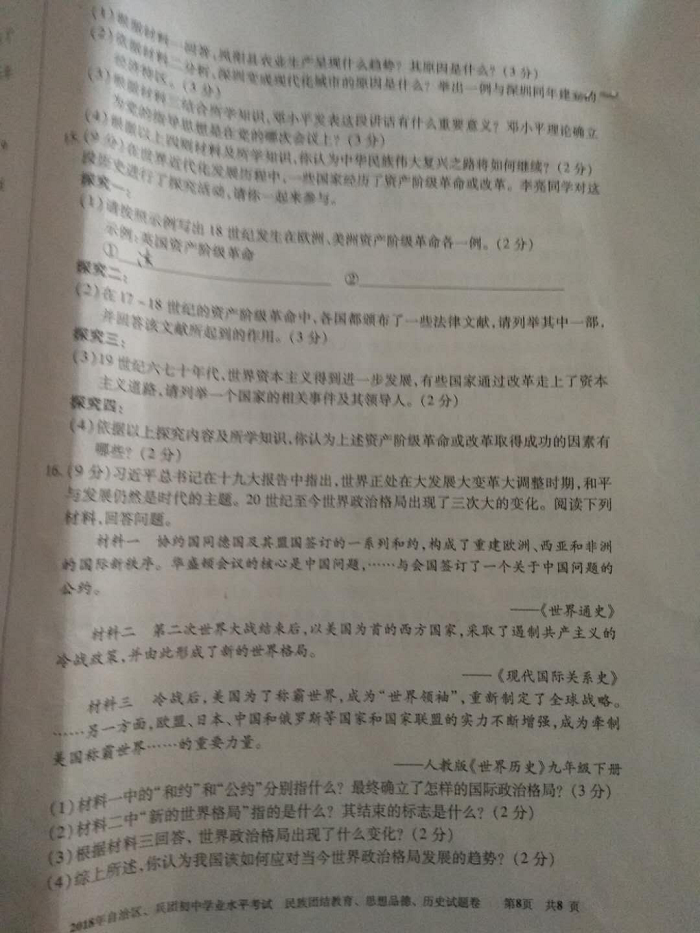 (1)根据材料一回答,凤阳县农业生产呈现什么趋势？其原因是什么？(3分)
(2)依据材料二分析,深圳变成现代化城市的原因是什么？举出一例与深圳同年建
经济特区。(3分)
(3)根据材料三结合所学知识,邓小平发表这段讲话有什么重要意义？邓小平理论确立
为党的指导思想是在党的哪次会议上？(3分)
(4)根据以上四则材料及所学知识,你认为中华民族伟大复兴之路将如何继续？(2分)
15.(9分)在世界近代化发展历程中,一些国家经历了资产阶级革命或改革。李亮同学对这
段历史进行了探究活动,请你一起来参与。
探究一：
(1)请按照示例写出18世纪发生在欧洲、美洲资产阶级革命各一例。(2分)
示例:英国资产阶级革命
① ②
探究二：
(2)在17-18世纪的资产阶级革命中,各国都颁布了一些法律文献,请列举其中一部,
并回答该文献所起到的作用。(3分)
探究三：
(3)19世纪六七十年代,世界资本主义得到进一步发展,有些国家通过改革走上了资本
主义道路,请列举一个国家的相关事件及其领导人。(2分)
探究四：
(4)依据以上探究内容及所学知识,你认为上述资产阶级革命或改革取得成功的因素有
哪些？(2分)
16.(9分)习近平总书记在十九大报告中指出,世界正处在大发展大变革大调整时期,和平
与发展仍然是时代的主题。20世纪至今世界政治格局出现了三次大的变化。阅读下列
材料,回答问题。
材料一 协约国同德国及其盟国签订的一系列和约,构成了重建欧洲、西亚和非洲
的国际新秩序。华盛顿会议的核心是中国问题,……与会国签订了一个关于中国问题的
公约。
——《世界通史》
材料二 第二次世界大战结束后,以美国为首的西方国家,采取了遏制共产主义的
冷战政策,并由此形成了新的世界格局。
——《现代国际关系史》
材料三 冷战后,美国为了称霸世界,成为“世界领袖”,重新制定了全球战略。
……另一方面,欧盟、日本、中国和俄罗斯等国家和国家联盟的实力不断增强,成为牵制
美国称霸世界……的重要力量。
——人教版《世界历史》九年级下册
(1)材料一中的“和约”和“公约”分别指什么？最终确立了怎样的国际政治格局？(3分)
(2)材料二中“新的世界格局”指的是什么？其结束的标志是什么？(2分)
(3)根据材料三回答,世界政治格局出现了什么变化？(2分)
(4)综上所述,你认为我国该如何应对当今世界政治格局发展的趋势？(2分)
2018年自治区、兵团初中学业水平考试 民族团结教育、思想品德、历史试题卷 第8页 共8页